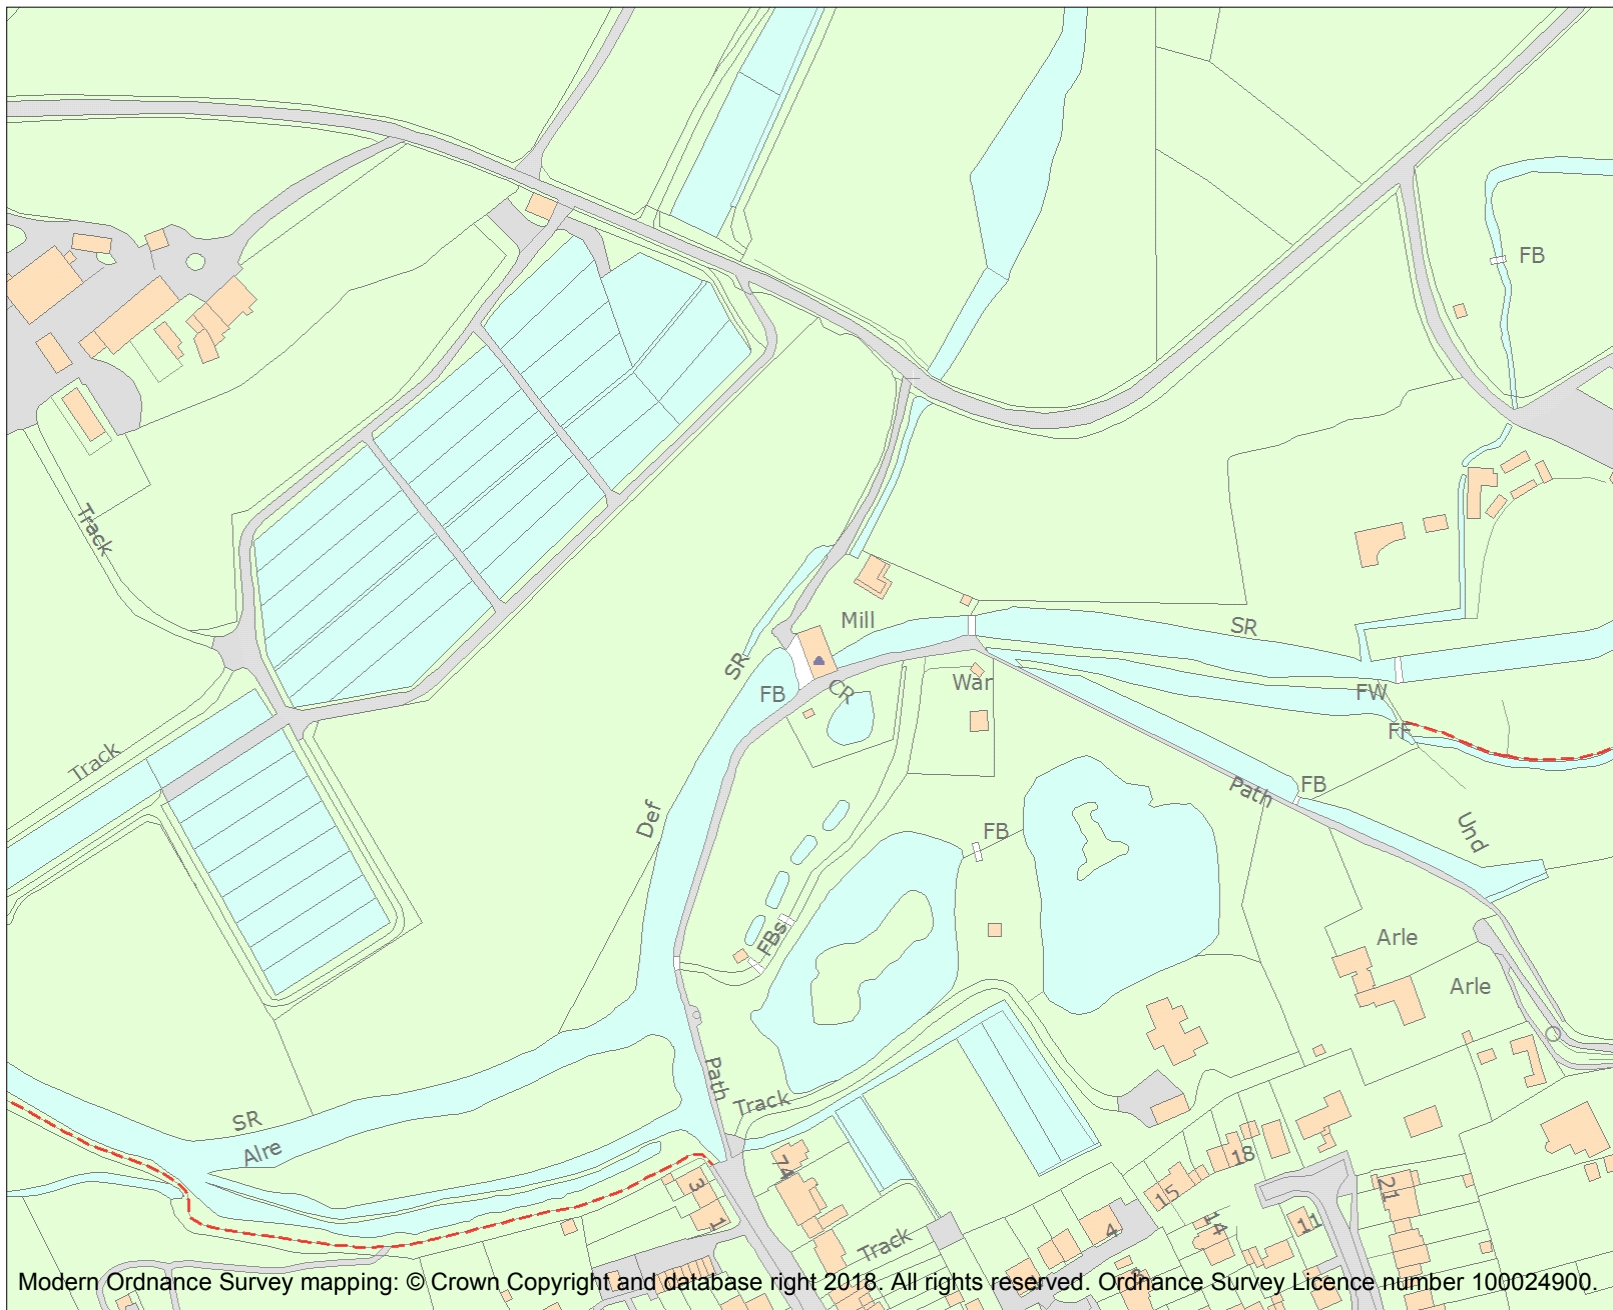 FB
Track
Mill
SR
SR
War
FB
CR
FW
FF
Track
Path
FB
Def
Und
FB
FBs
Arle
Arle
Path
Track
SR
Alre
74
18
3
15
21
1
14
11
4
Track
Modern Ordnance Survey mapping: © Crown Copyright and database right 2018. All rights reserved. Ordnance Survey Licence number 100024900.